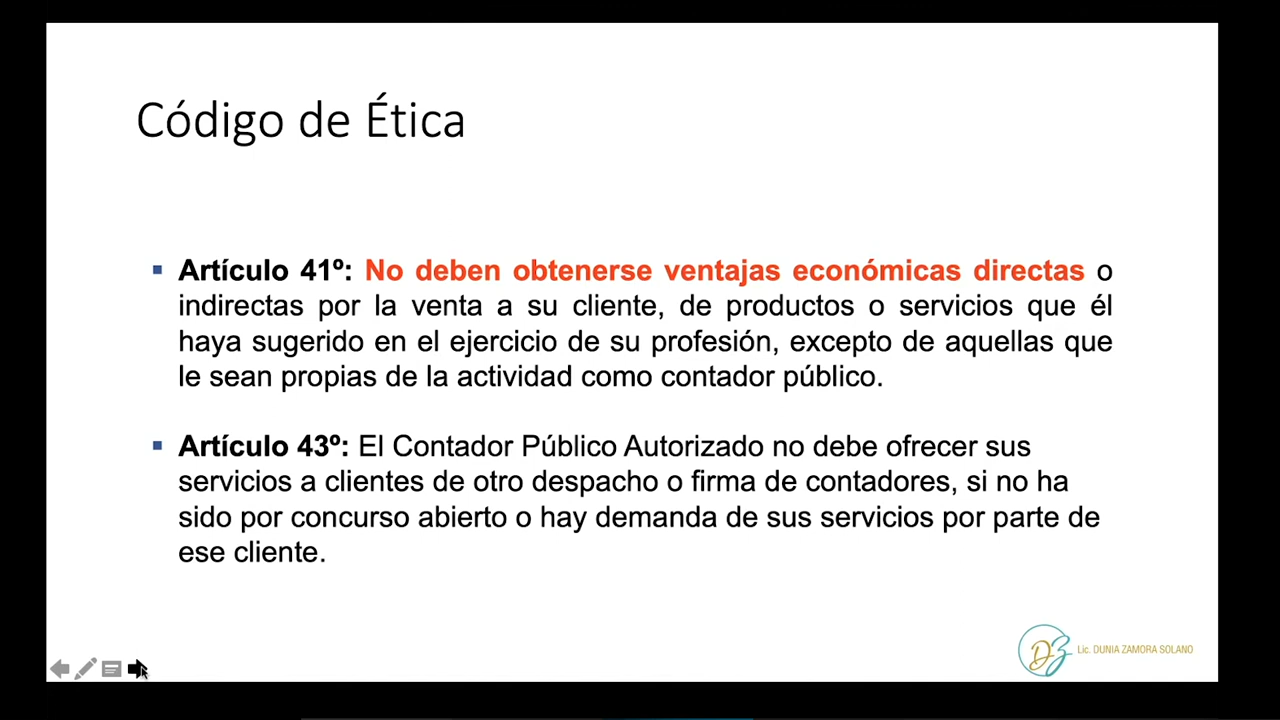 Código de Ética
▪ Artículo 41º: No deben obtenerse ventajas económicas directas o
indirectas por la venta a su cliente, de productos o servicios que él
haya sugerido en el ejercicio de su profesión, excepto de aquellas que
le sean propias de la actividad como contador público.
▪ Artículo 43º: El Contador Público Autorizado no debe ofrecer sus
servicios a clientes de otro despacho o firma de contadores, si no ha
sido por concurso abierto o hay demanda de sus servicios por parte de
ese cliente.
DZ Lic. DUNIA ZAMORA SOLANO